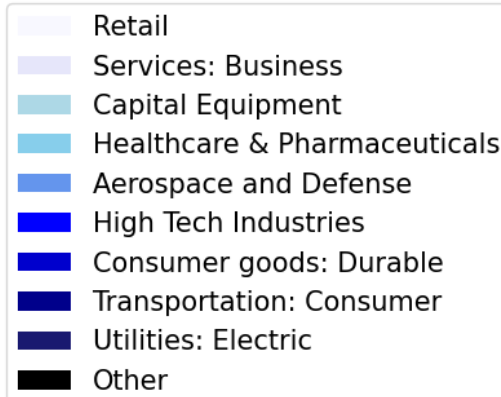 Retail
Services: Business
Capital Equipment
Healthcare & Pharmaceuticals
Aerospace and Defense
High Tech Industries
Consumer goods: Durable
Transportation: Consumer
Utilities: Electric
Other